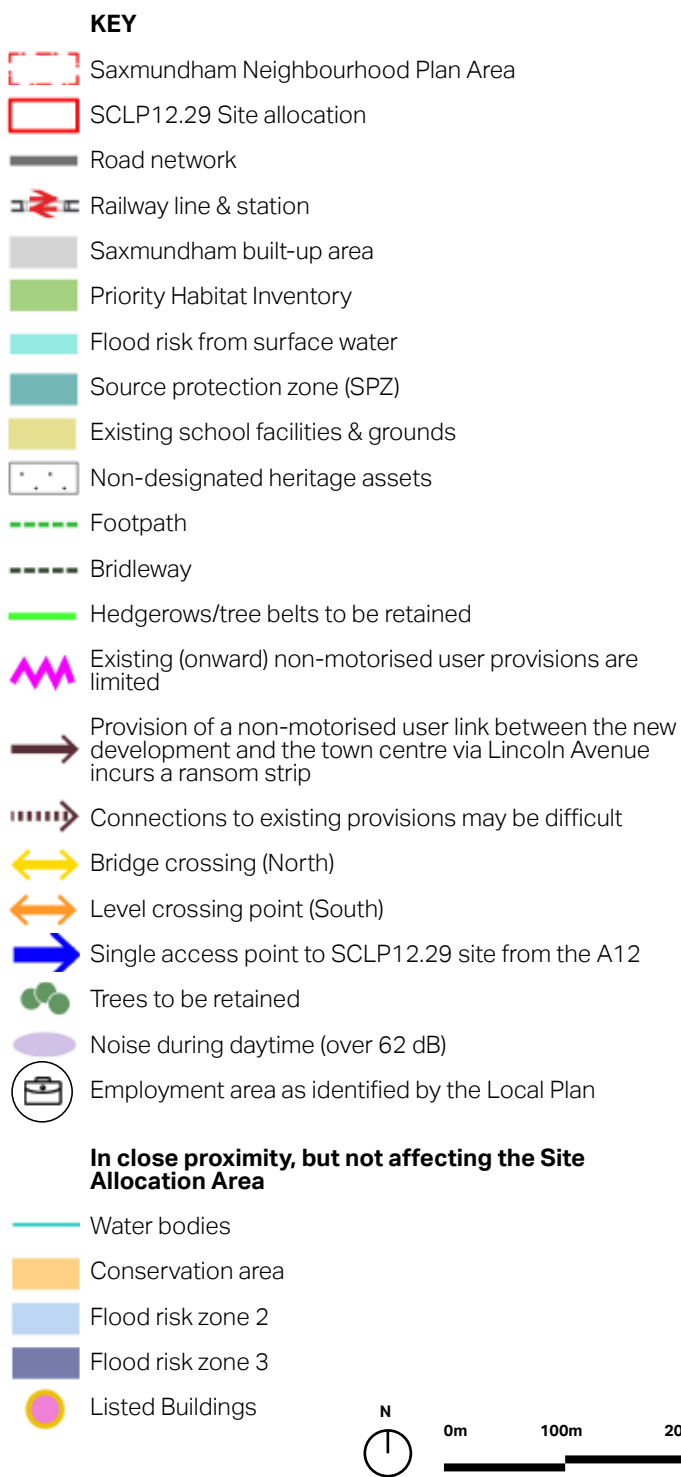 KEY
Saxmundham Neighbourhood Plan Area
SCLP12.29 Site allocation
Road network
Railway line & station
Saxmundham built-up area
Priority Habitat Inventory
Flood risk from surface water
Source protection zone (SPZ)
Existing school facilities & grounds
Non-designated heritage assets
Footpath
Bridleway
Hedgerows/tree belts to be retained
Existing (onward) non-motorised user provisions are
limited
Provision of a non-motorised user link between the new
development and the town centre via Lincoln Avenue
incurs a ransom strip
Connections to existing provisions may be difficult
Bridge crossing (North)
Level crossing point (South)
Single access point to SCLP12.29 site from the A12
Trees to be retained
Noise during daytime (over 62 dB)
Employment area as identified by the Local Plan
In close proximity, but not affecting the Site
Allocation Area
Water bodies
Conservation area
Flood risk zone 2
Flood risk zone 3
Listed Buildings
N
0m 100m 20